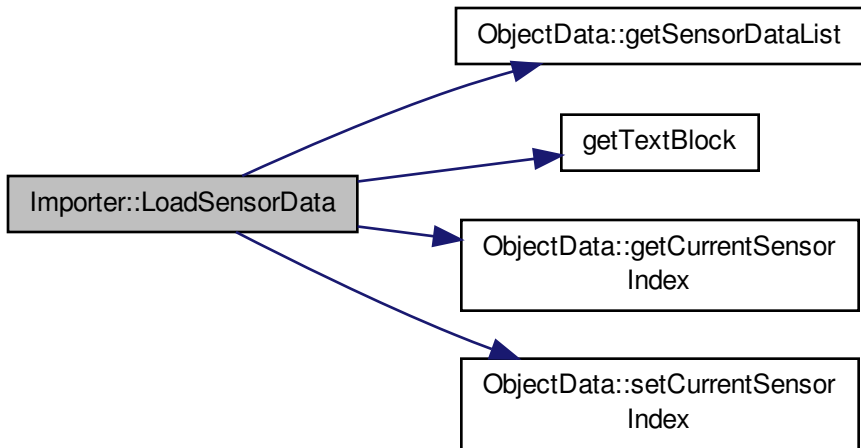 ObjectData::getSensorDataList
getTextBlock
Importer::LoadSensorData
ObjectData::getCurrentSensor
Index
ObjectData::setCurrentSensor
Index